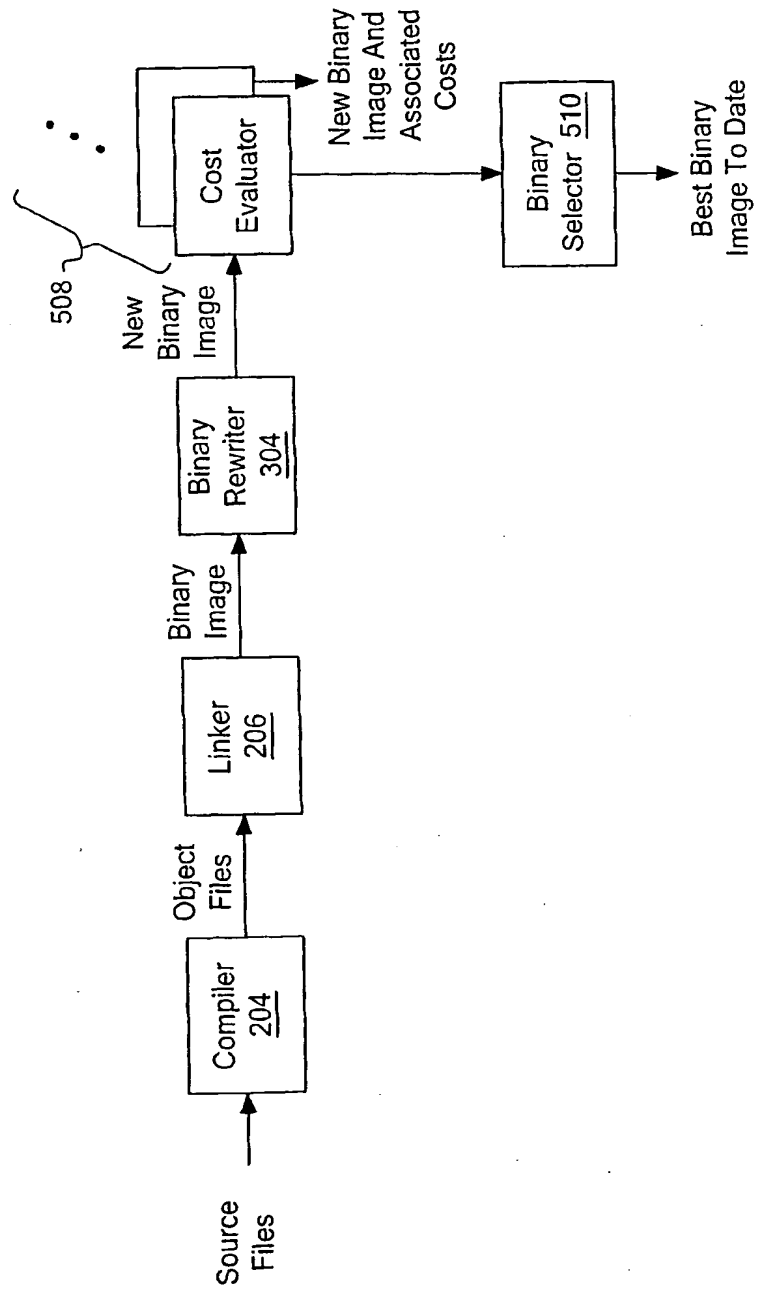 Source
Files
Compiler
204
Object
Files
Linker
206
Binary
Image
Binary
Rewriter
304
New
Binary
Image
508
Cost
Evaluator
New Binary
Image And
Associated
Costs
Binary
Selector 510
Best Binary
Image To Date